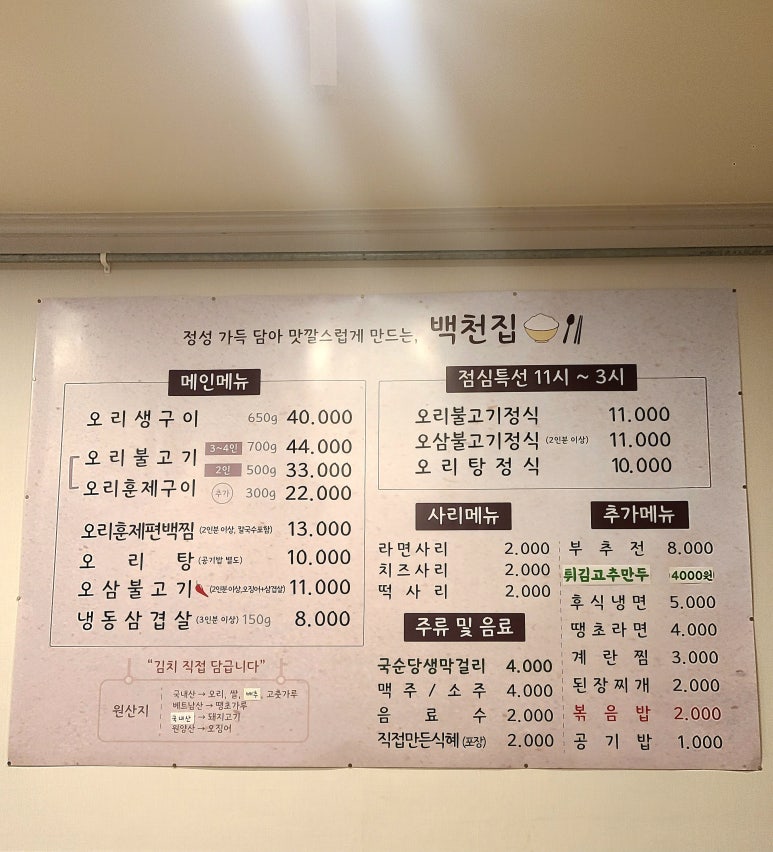 정성 가득 담아 맛깔스럽게 만드는, 백천집
메인메뉴
오리생구이 650g 40.000
오리불고기 3~4인 700g 44.000
2인 500g 33.000
오리훈제구이 추가 300g 22.000
오리훈제편백찜 (2인분 이상, 칼국수포함) 13.000
오리탕 (공기밥 별도) 10.000
오삼불고기 (2인분이상,오징어+삼겹살) 11.000
냉동삼겹살 (3인분 이상) 150g 8.000
"김치 직접 담급니다"
원산지
국내산 → 오리, 쌀, 배추, 고춧가루
베트남산 → 땡초가루
국내산 → 돼지고기
원양산 → 오징어
점심특선 11시 ~ 3시
오리불고기정식 11.000
오삼불고기정식 (2인분 이상) 11.000
오리탕정식 10.000
사리메뉴
라면사리 2.000
치즈사리 2.000
떡사리 2.000
주류 및 음료
국순당생막걸리 4.000
맥주/소주 4.000
음료수 2.000
직접만든식혜 (포장) 2.000
추가메뉴
부추전 8.000
튀김고추만두 4000원
후식냉면 5.000
땡초라면 4.000
계란찜 3.000
된장찌개 2.000
볶음밥 2.000
공기밥 1.000